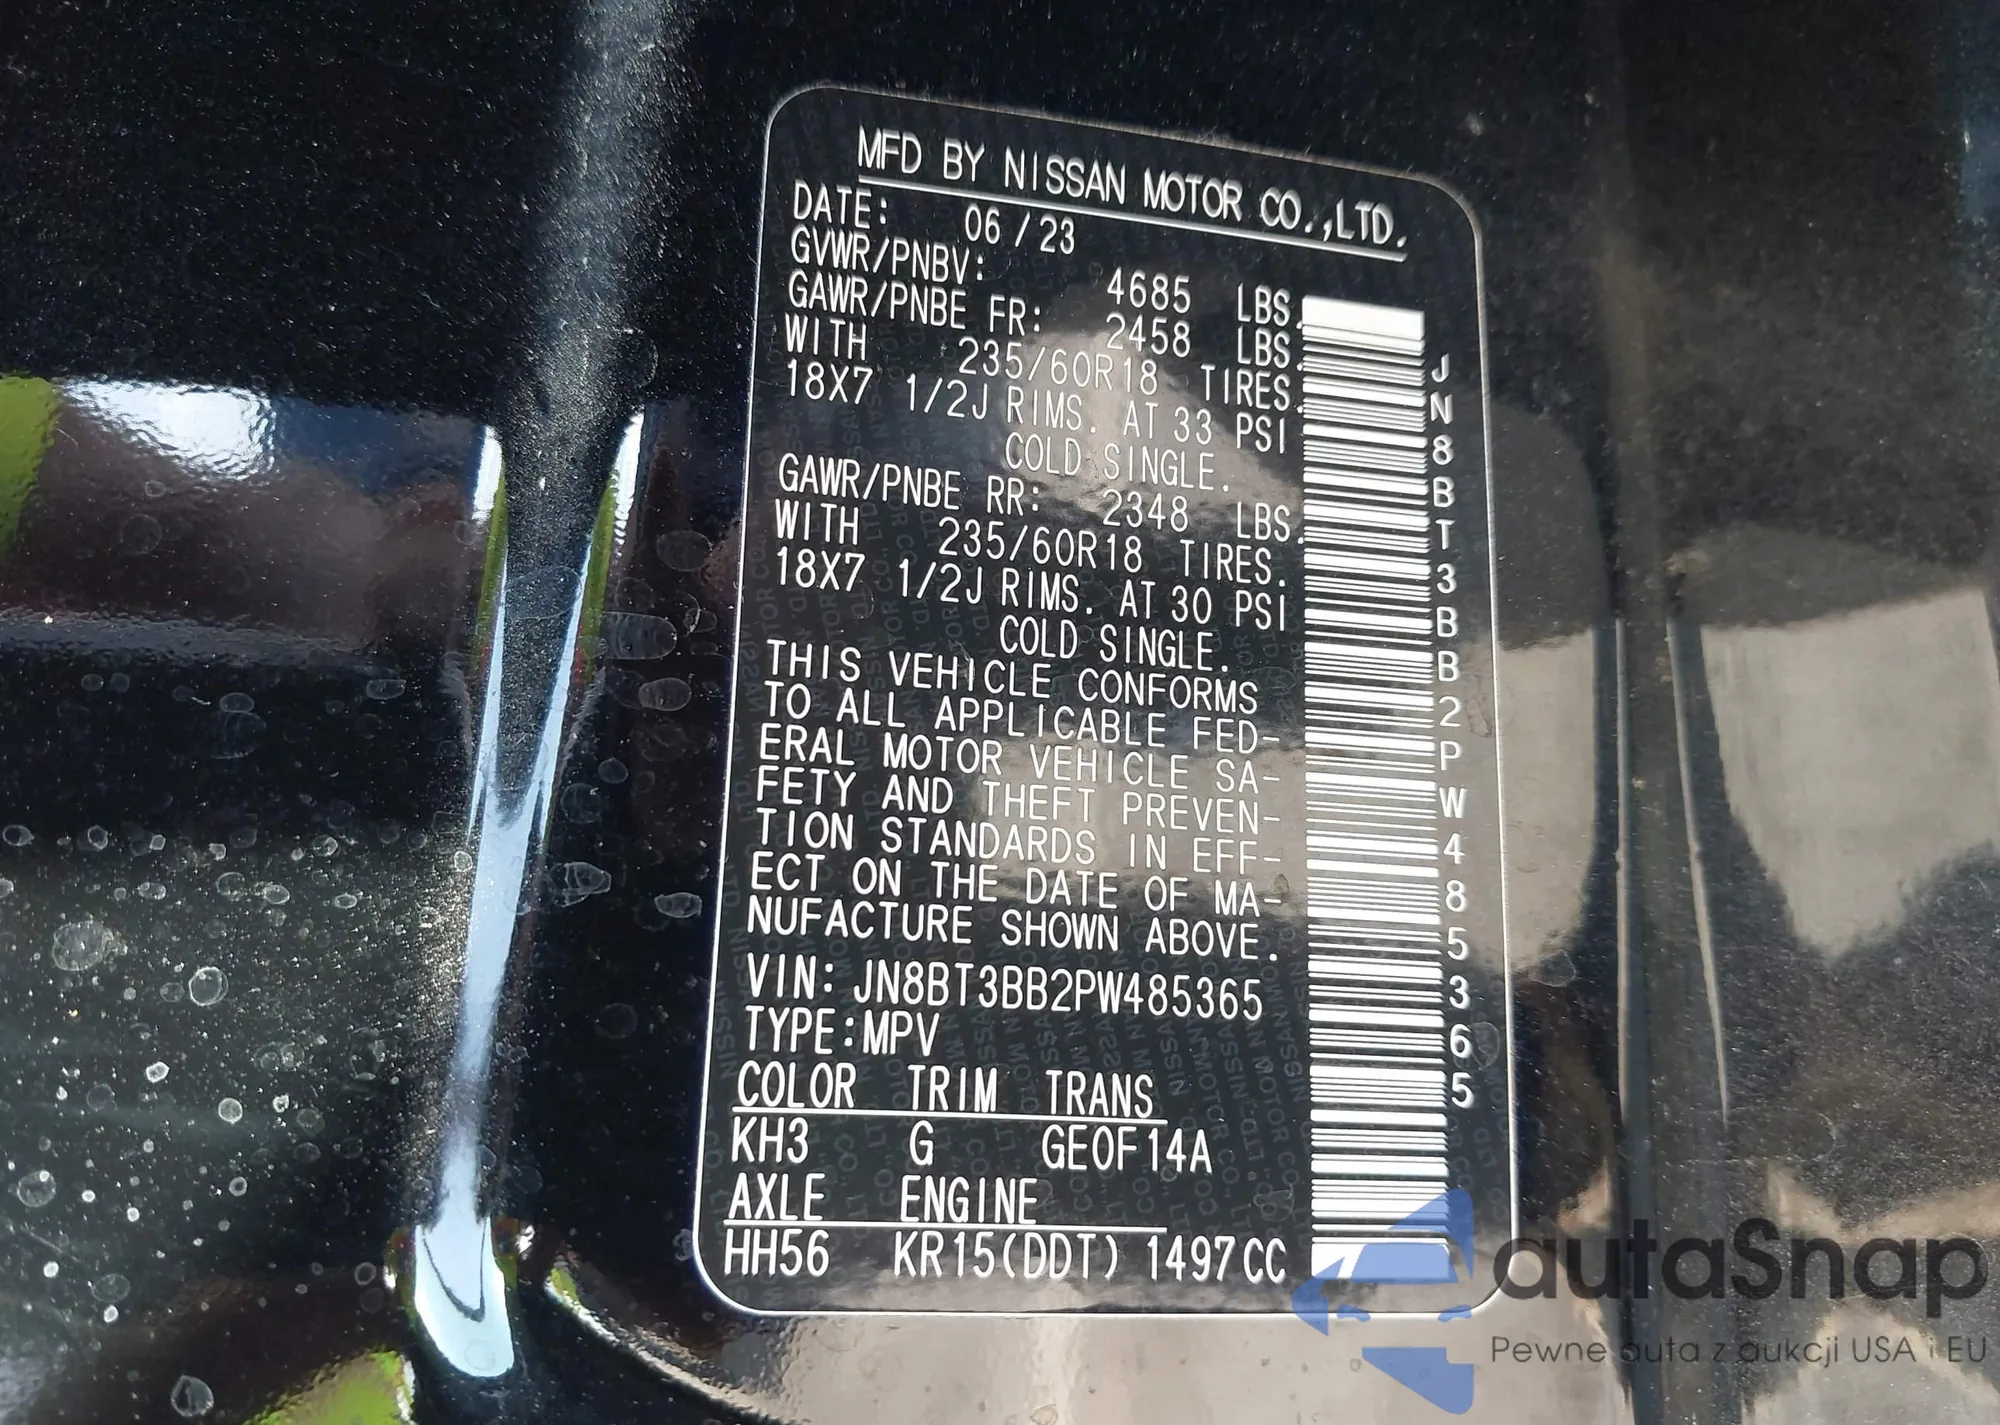 MFD BY NISSAN MOTOR CO.,LTD.
DATE: 06/23
GVWR/PNBV: 4685 LBS.
GAWR/PNBE FR: 2458 LBS.
WITH 235/60R18 TIRES.
18X7 1/2J RIMS. AT 33 PSI
COLD SINGLE.
GAWR/PNBE RR: 2348 LBS.
WITH 235/60R18 TIRES.
18X7 1/2J RIMS. AT 30 PSI
COLD SINGLE.
THIS VEHICLE CONFORMS
TO ALL APPLICABLE FED-
ERAL MOTOR VEHICLE SA-
FETY AND THEFT PREVEN-
TION STANDARDS IN EFF-
ECT ON THE DATE OF MA-
NUFACTURE SHOWN ABOVE.
VIN: JN8BT3BB2PW485365
TYPE:MPV
COLOR TRIM TRANS
KH3 G GE0F14A
AXLE ENGINE
HH56 KR15(DDT) 1497CC
JN8BT3BB2PW485365
autaSnap
Pewne auta z aukcji USA i EU